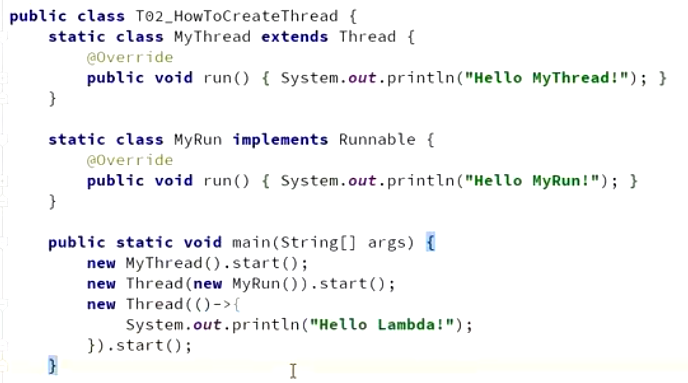 public class T02_HowToCreateThread {
    static class MyThread extends Thread {
        @Override
        public void run() { System.out.println("Hello MyThread!"); }
    }

    static class MyRun implements Runnable {
        @Override
        public void run() { System.out.println("Hello MyRun!"); }
    }

    public static void main(String[] args) {
        new MyThread().start();
        new Thread(new MyRun()).start();
        new Thread(()->{
            System.out.println("Hello Lambda!");
        }).start();
    }